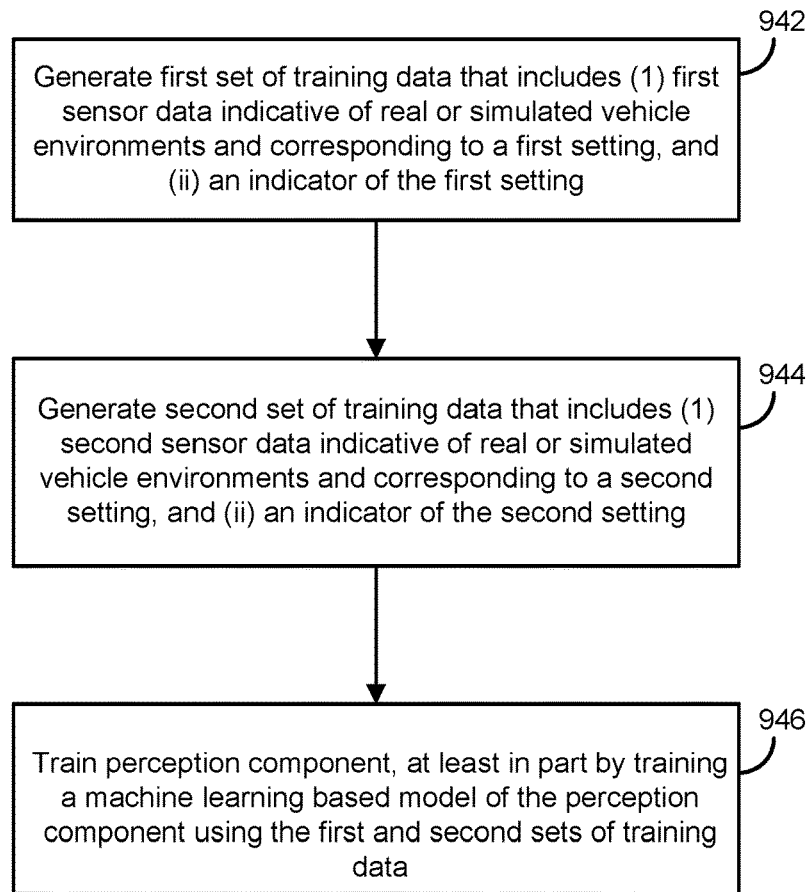 942
Generate first set of training data that includes (1) first
sensor data indicative of real or simulated vehicle
environments and corresponding to a first setting, and
(ii) an indicator of the first setting
944
Generate second set of training data that includes (1)
second sensor data indicative of real or simulated
vehicle environments and corresponding to a second
setting, and (ii) an indicator of the second setting
946
Train perception component, at least in part by training
a machine learning based model of the perception
component using the first and second sets of training
data